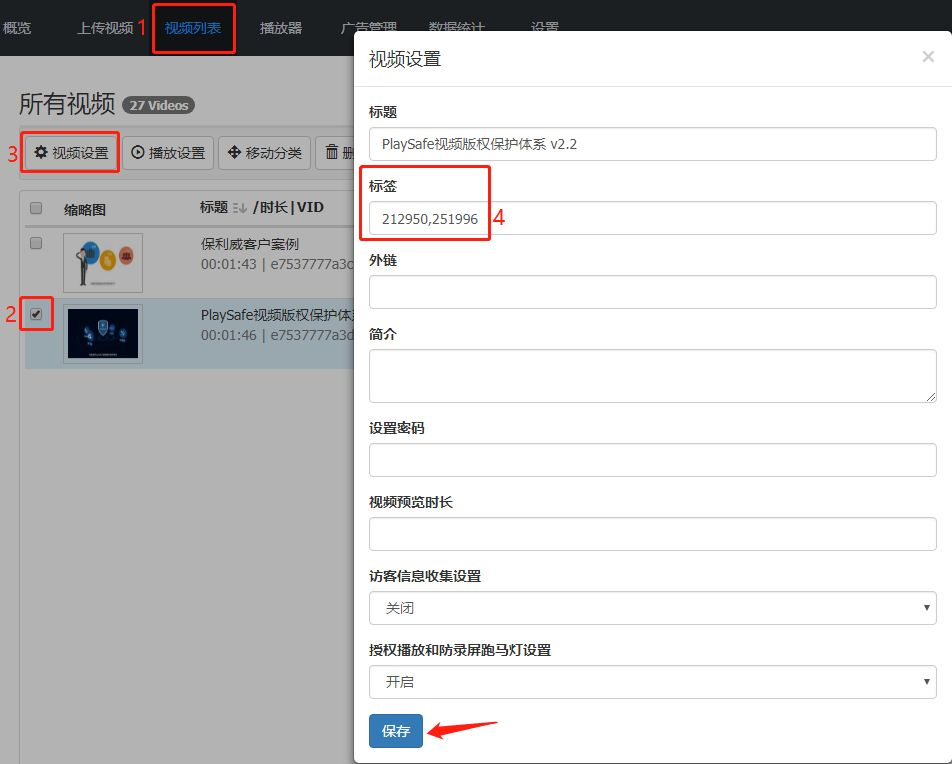 概览 上传视频 1 视频列表 播放器 广告管理 数据统计 设置
视频设置 ×
所有视频 27 Videos
3 视频设置 播放设置 移动分类
缩略图 标题 /时长|VID
保利威客户案例
00:01:43 | e7537777a3c
2 PlaySafe视频版权保护体
00:01:46 | e7537777a3d
标题
PlaySafe视频版权保护体系 v2.2
标签
212950,251996 4
外链
简介
设置密码
视频预览时长
访客信息收集设置
关闭
授权播放和防录屏跑马灯设置
开启
保存